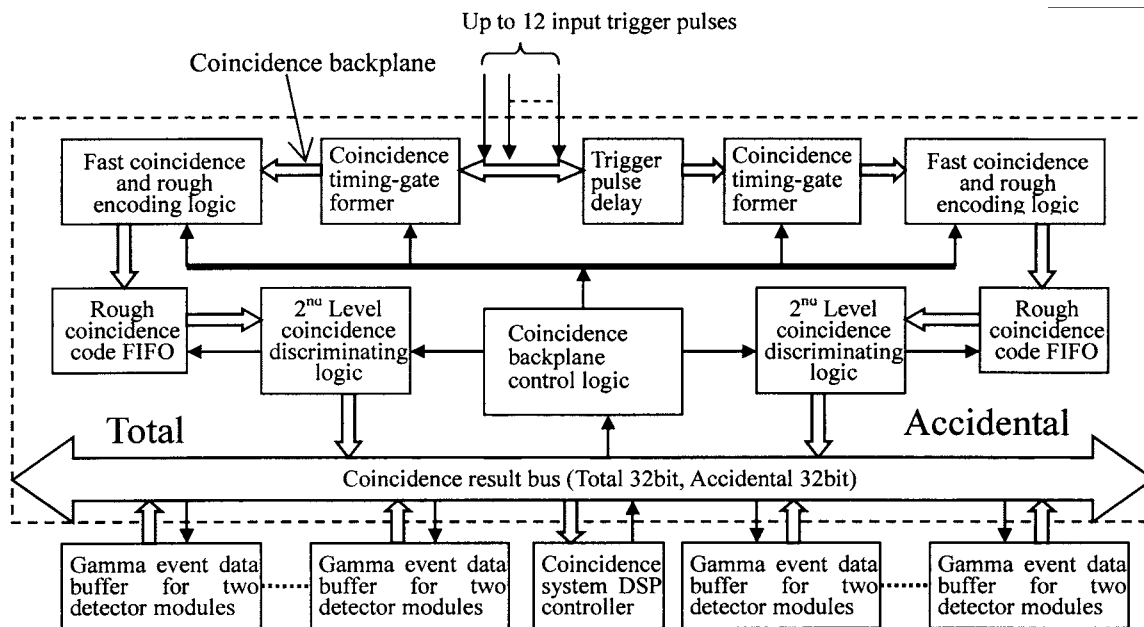 Up to 12 input trigger pulses
Coincidence backplane
Fast coincidence
and rough
encoding logic
Coincidence
timing-gate
former
Trigger
pulse
delay
Coincidence
timing-gate
former
Fast coincidence
and rough
encoding logic
Rough
coincidence
code FIFO
2nd Level
coincidence
discriminating
logic
Coincidence
backplane
control logic
2nd Level
coincidence
discriminating
logic
Rough
coincidence
code FIFO
Total
Accidental
Coincidence result bus (Total 32bit, Accidental 32bit)
Gamma event data
buffer for two
detector modules
Gamma event data
buffer for two
detector modules
Coincidence
system DSP
controller
Gamma event data
buffer for two
detector modules
Gamma event data
buffer for two
detector modules